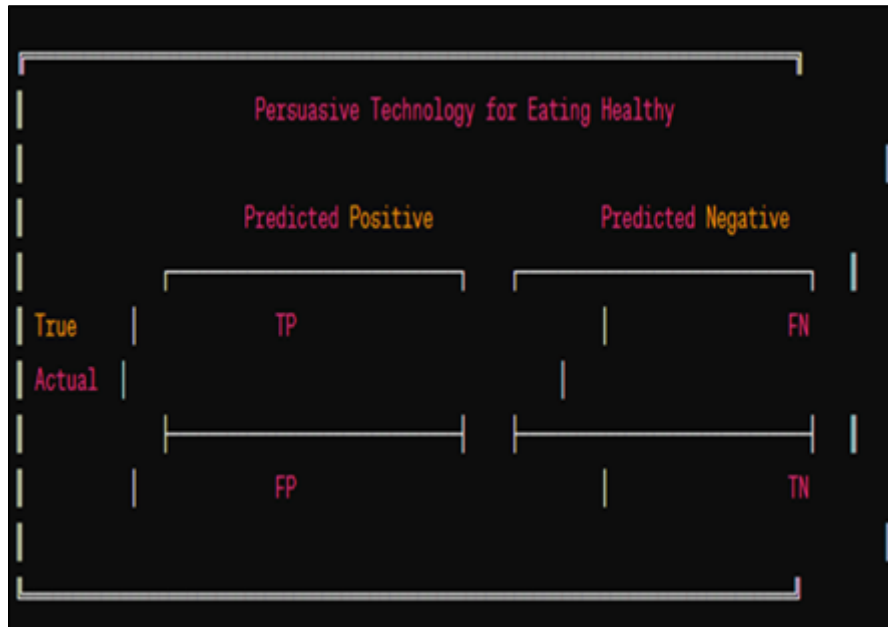 Persuasive Technology for Eating Healthy
Predicted Positive Predicted Negative
True TP FN
Actual
FP TN